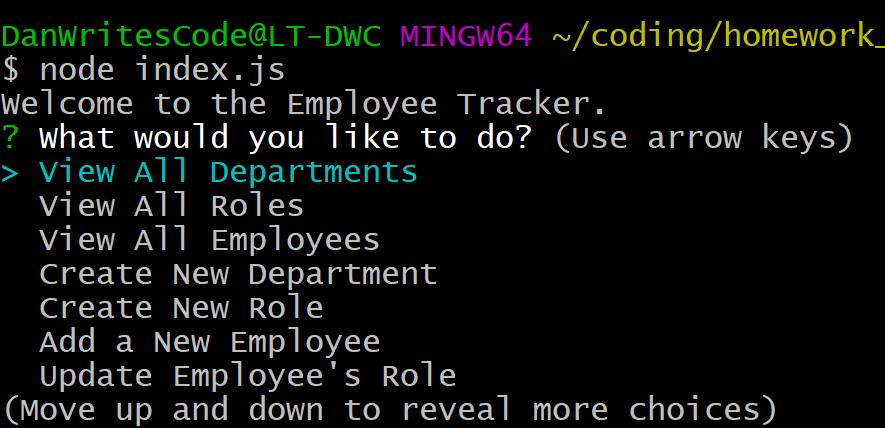 DanWritesCode@LT-DWC MINGW64 ~/coding/homework_
$ node index.js
Welcome to the Employee Tracker.
? What would you like to do? (Use arrow keys)
> View All Departments
View All Roles
View All Employees
Create New Department
Create New Role
Add a New Employee
Update Employee's Role
(Move up and down to reveal more choices)